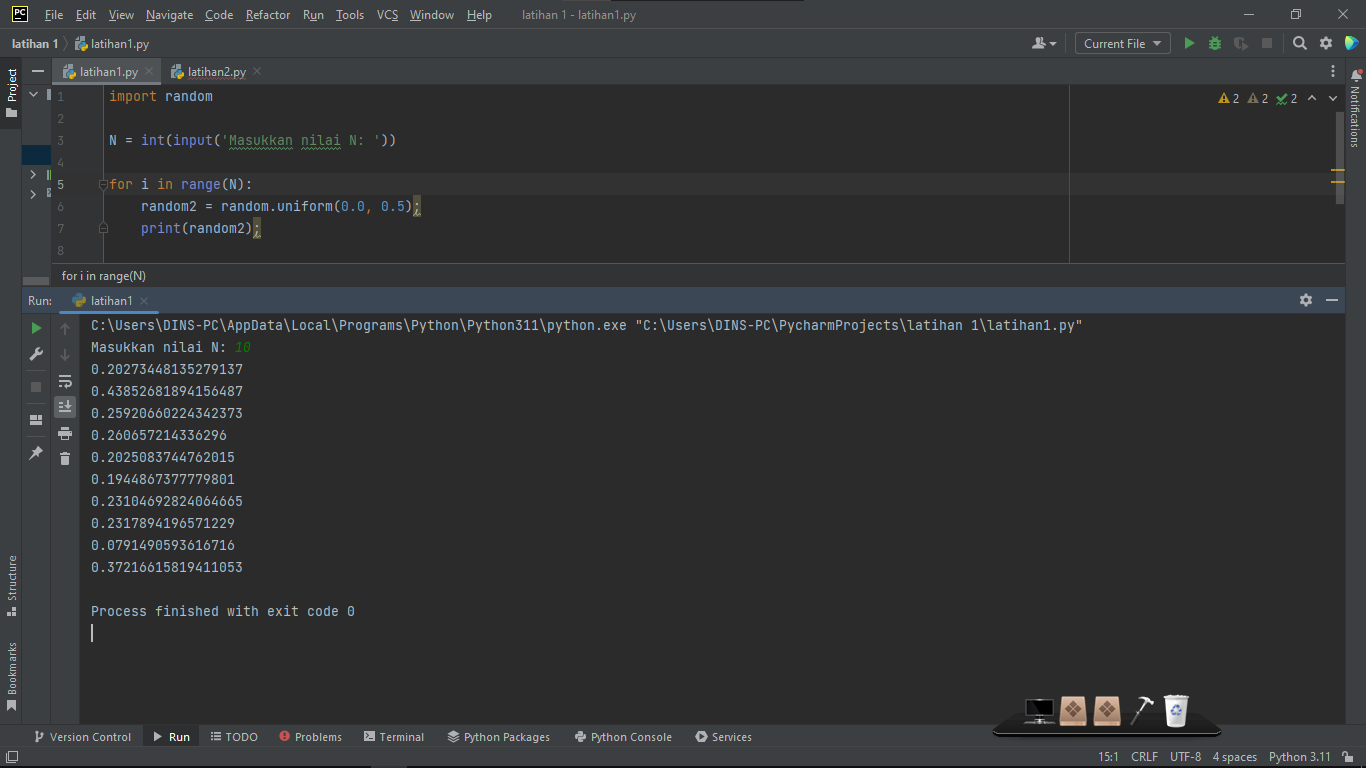 PC File Edit View Navigate Code Refactor Run Tools VCS Window Help latihan 1 - latihan1.py
latihan 1 latihan1.py Current File
Project
latihan1.py latihan2.py
Notifications
2 2 2
1 import random
2
3 N = int(input('Masukkan nilai N: '))
4
5 for i in range(N):
6 random2 = random.uniform(0.0, 0.5);
7 print(random2);
8
for i in range(N)
Run: latihan1
C:\Users\DINS-PC\AppData\Local\Programs\Python\Python311\python.exe "C:\Users\DINS-PC\PycharmProjects\latihan 1\latihan1.py"
Masukkan nilai N: 10
0.20273448135279137
0.43852681894156487
0.25920660224342373
0.260657214336296
0.2025083744762015
0.1944867377779801
0.23104692824064665
0.2317894196571229
0.0791490593616716
0.37216615819411053
Process finished with exit code 0
Structure
Bookmarks
Version Control Run TODO Problems Terminal Python Packages Python Console Services
15:1 CRLF UTF-8 4 spaces Python 3.11